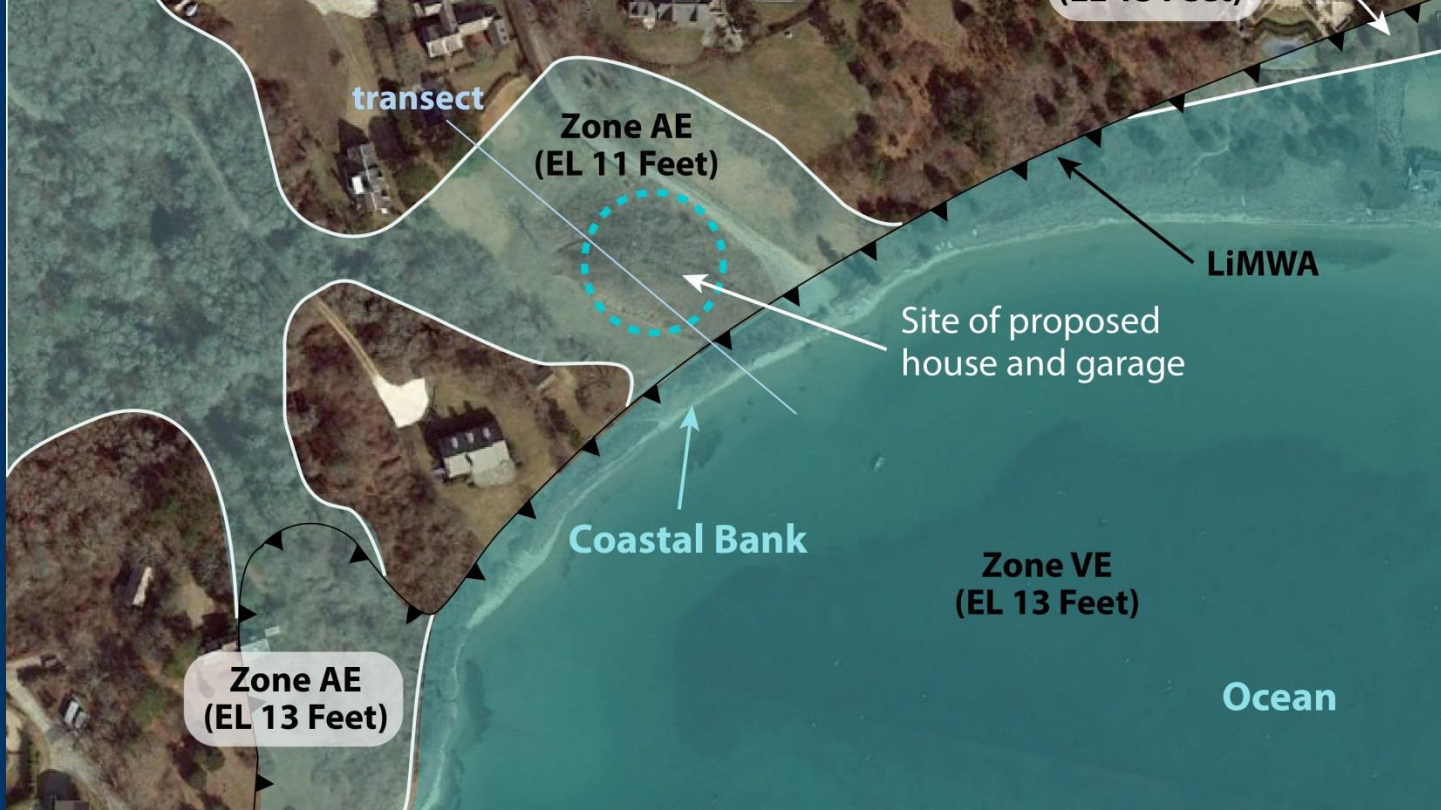 transect
Zone AE
(EL 11 Feet)
LiMWA
Site of proposed
house and garage
Coastal Bank
Zone VE
(EL 13 Feet)
Zone AE
(EL 13 Feet)
Ocean